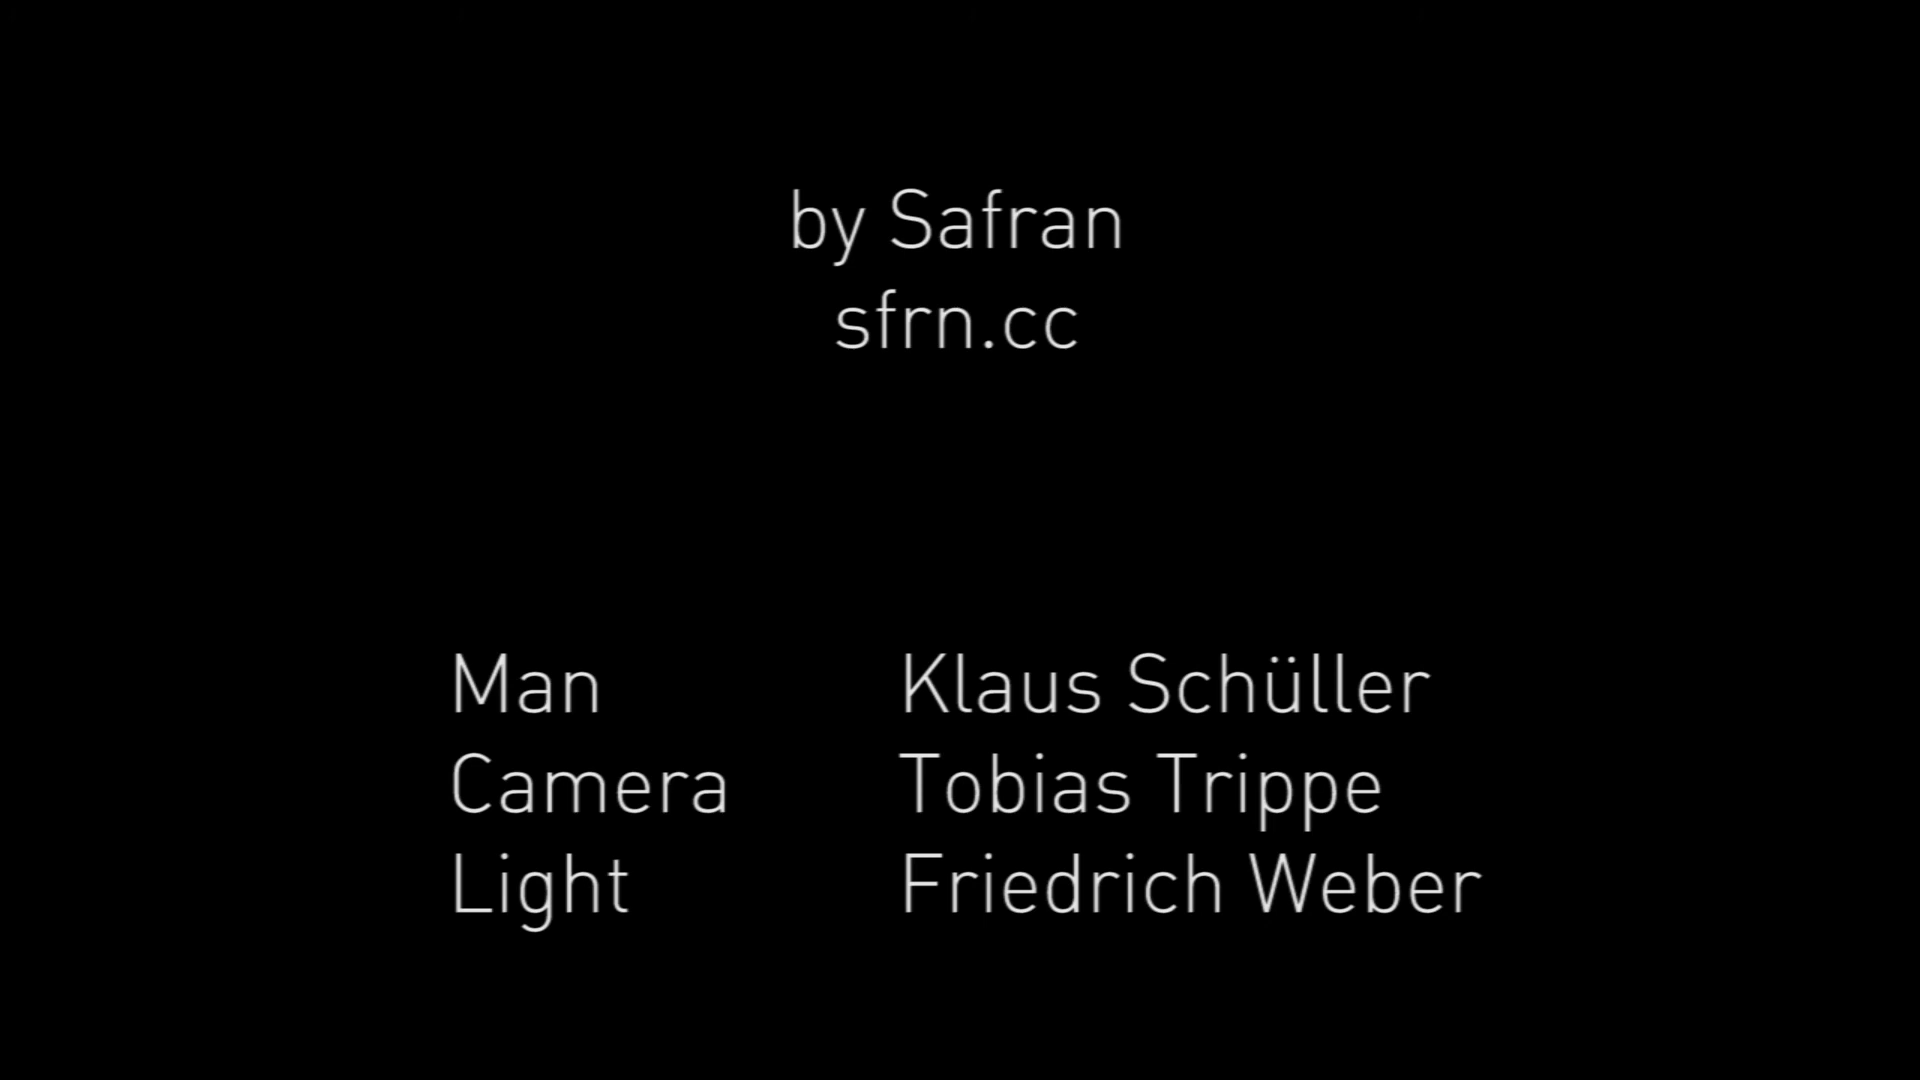 by Safran
sfrn.cc
Man Klaus Schüller
Camera Tobias Trippe
Light Friedrich Weber